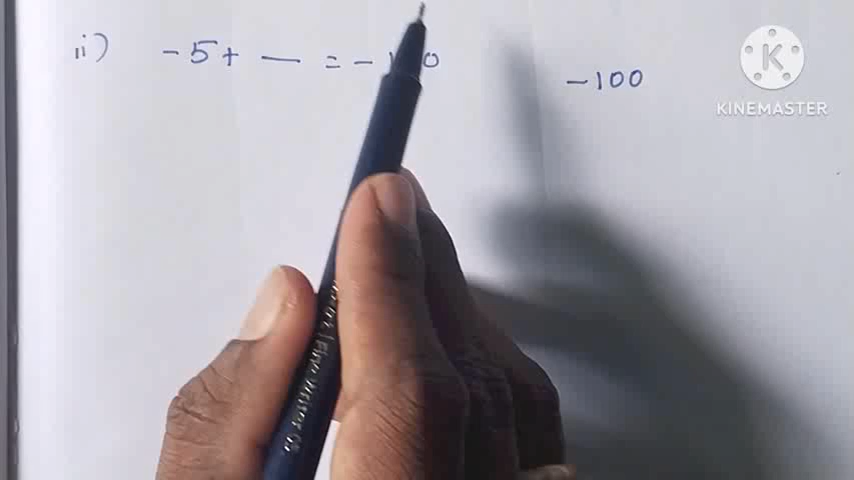 ii) -5 + — = -
-100
KINEMASTER